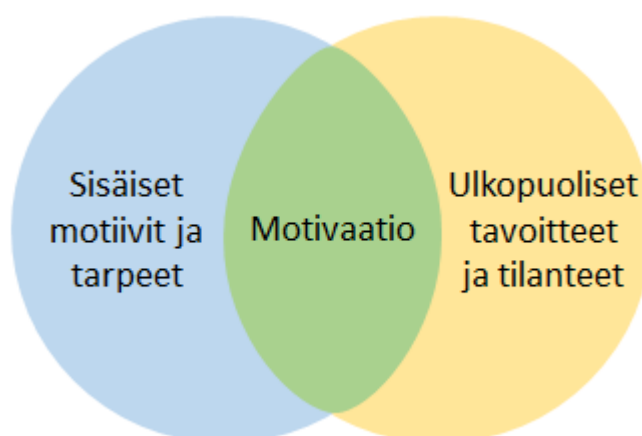 Sisäiset
motiivit ja
tarpeet
Motivaatio
Ulkopuoliset
tavoitteet
ja tilanteet